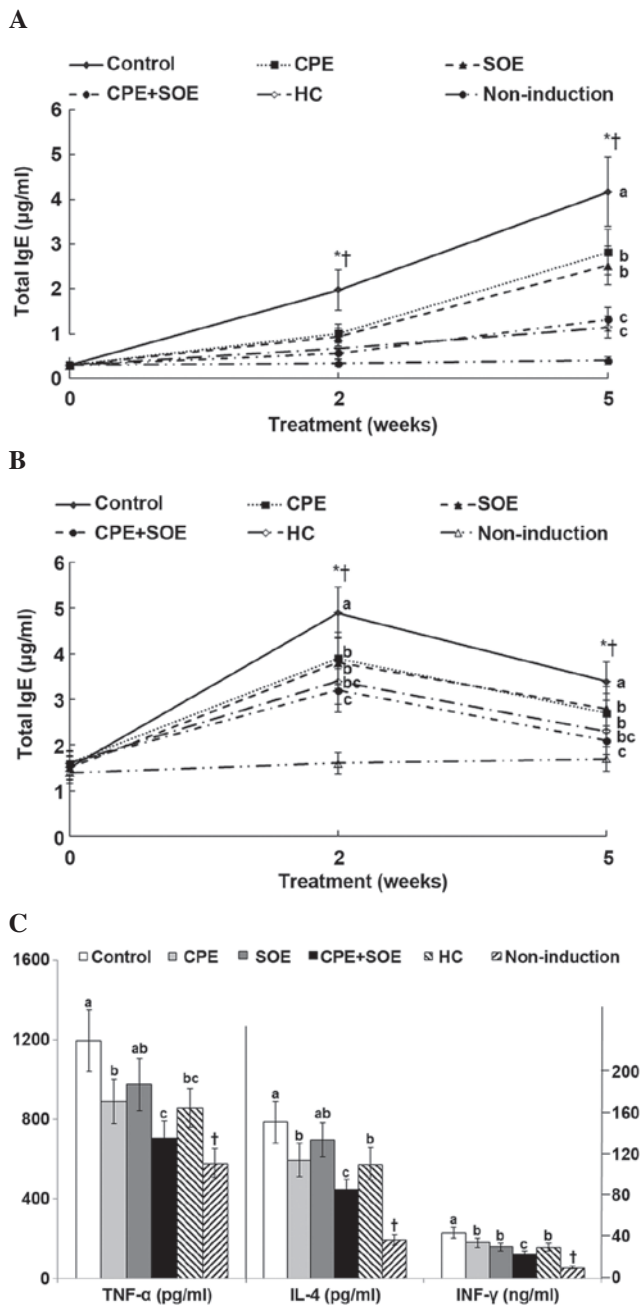 A
Control CPE SOE
CPE+SOE HC Non-induction
6
5
4
3
2
1
0
Total IgE (µg/ml)
*†
*†
a
b
b
c
c
0 2 5
Treatment (weeks)
B
Control CPE SOE
CPE+SOE HC Non-induction
6
5
4
3
2
1
0
Total IgE (µg/ml)
*†
a
b
b
bc
c
*†
a
b
b
bc
c
0 2 5
Treatment (weeks)
C
Control CPE SOE CPE+SOE HC Non-induction
1600
1200
800
400
0
200
160
120
80
40
0
a b ab c bc †
a b ab c b †
a b b c b †
TNF-α (pg/ml) IL-4 (pg/ml) INF-γ (ng/ml)